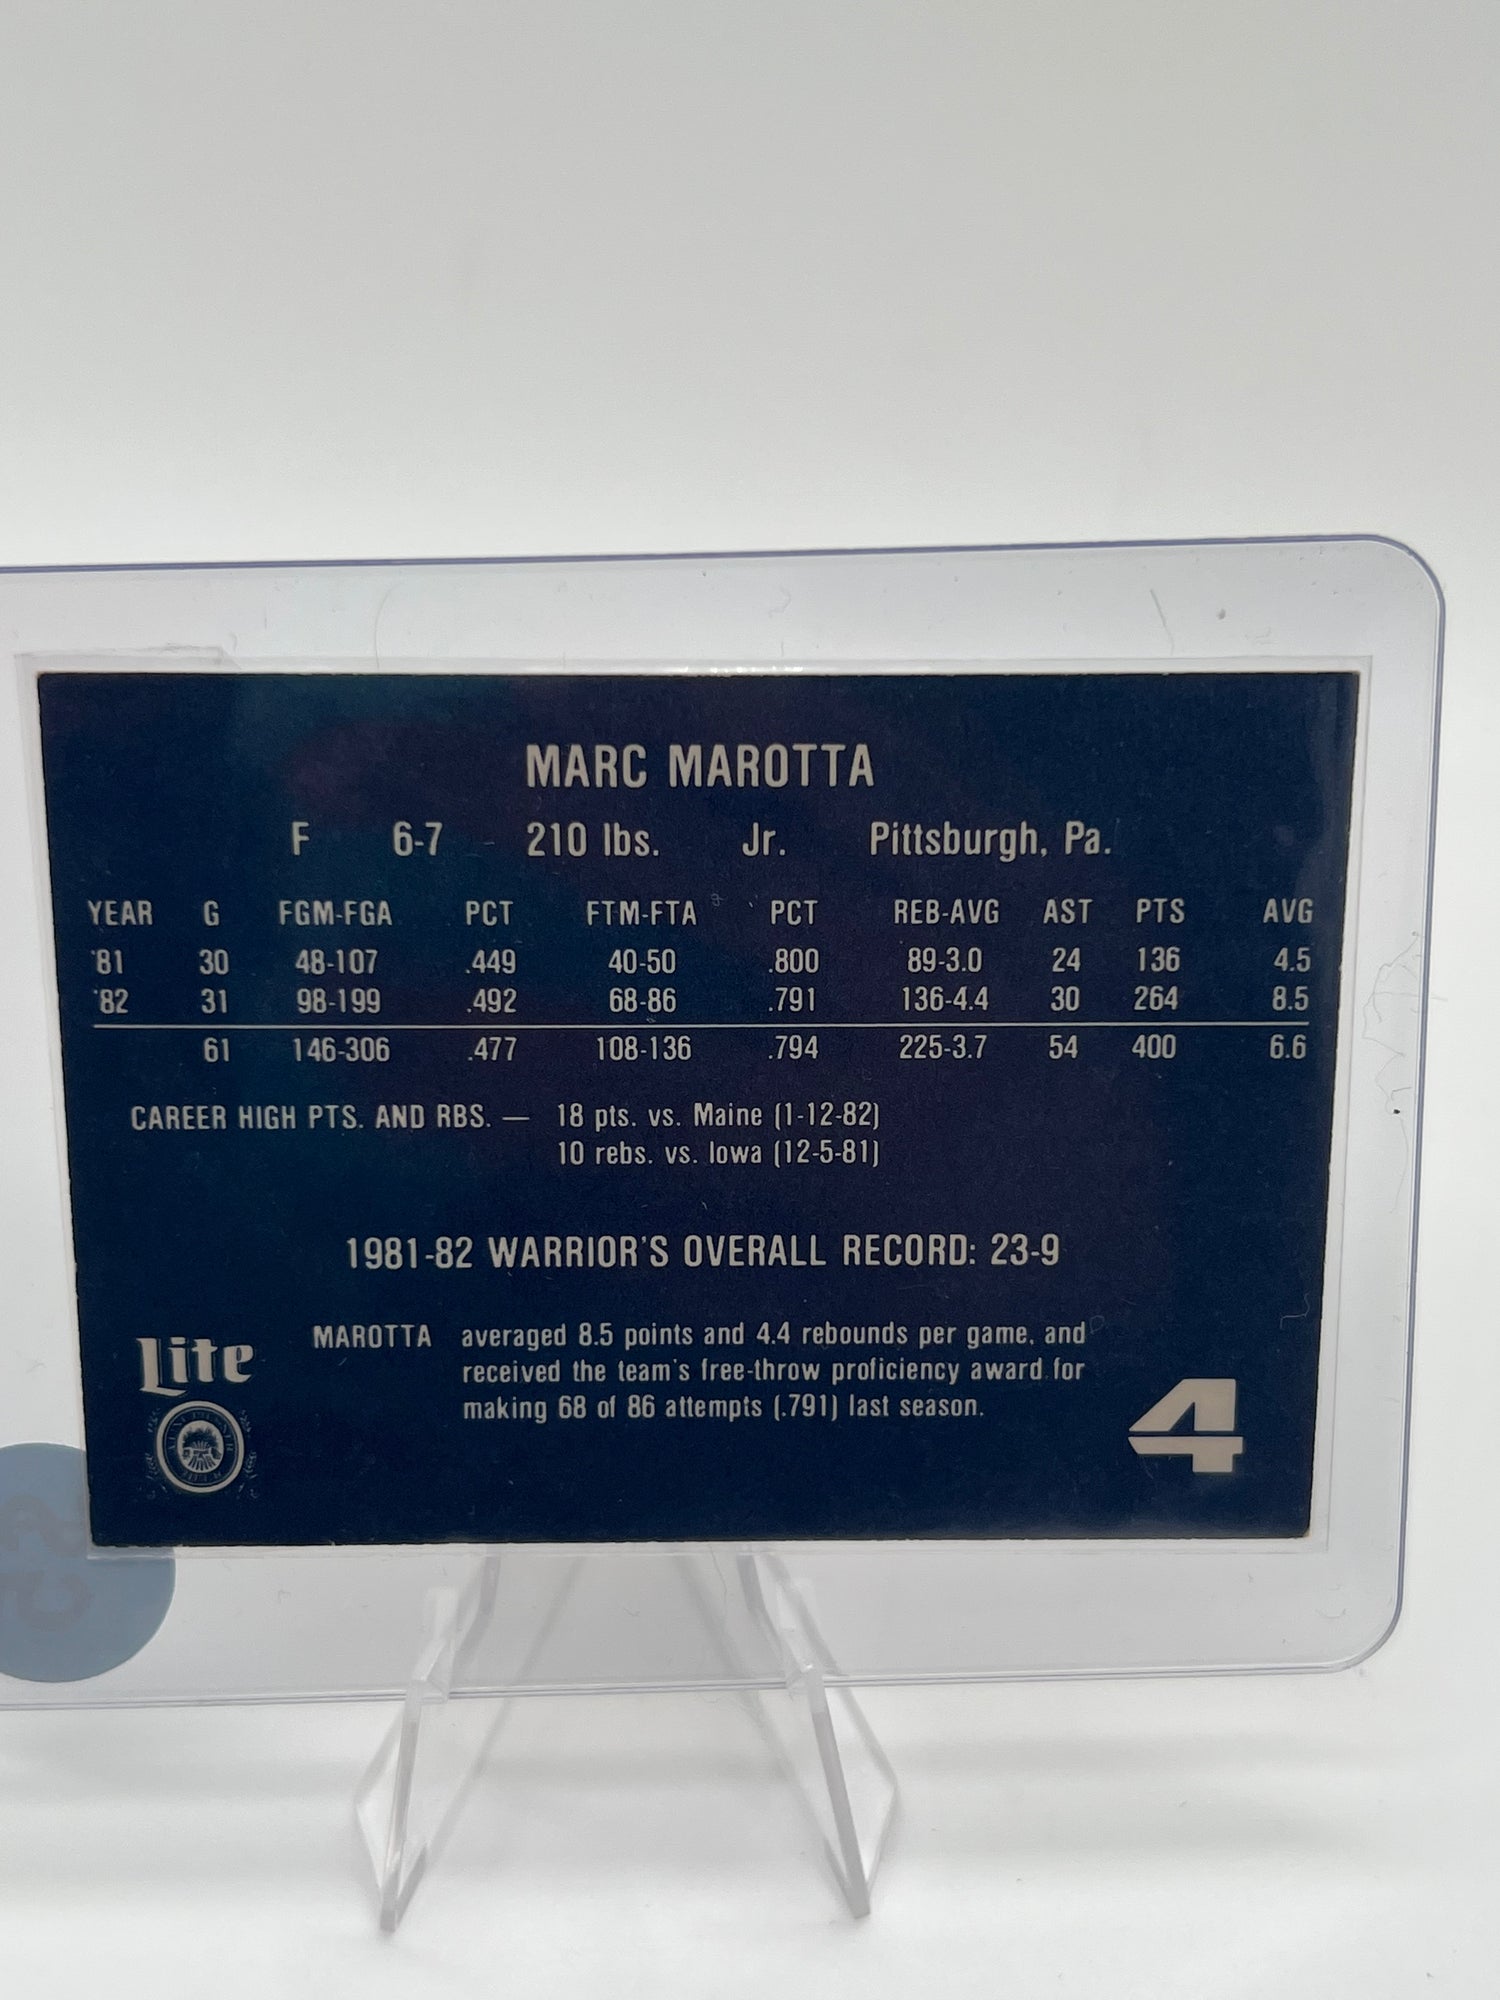 MARC MAROTTA
F 6-7 210 lbs. Jr. Pittsburgh, Pa.
YEAR G FGM-FGA PCT FTM-FTA PCT REB-AVG AST PTS AVG
'81 30 48-107 .449 40-50 .800 89-3.0 24 136 4.5
'82 31 98-199 .492 68-86 .791 136-4.4 30 264 8.5
61 146-306 .477 108-136 .794 225-3.7 54 400 6.6
CAREER HIGH PTS. AND RBS. — 18 pts. vs. Maine (1-12-82)
10 rebs. vs. Iowa (12-5-81)
1981-82 WARRIOR'S OVERALL RECORD: 23-9
MAROTTA averaged 8.5 points and 4.4 rebounds per game, and
received the team's free-throw proficiency award for
making 68 of 86 attempts (.791) last season.
Lite
4